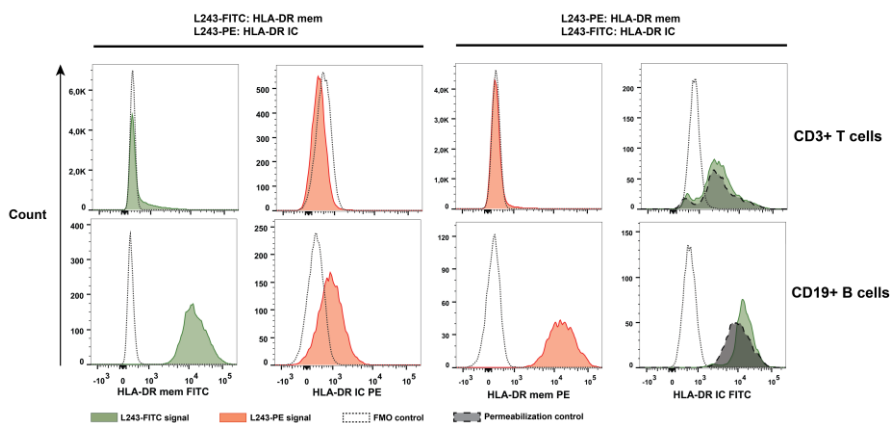 L243-FITC: HLA-DR mem
L243-PE: HLA-DR IC
L243-PE: HLA-DR mem
L243-FITC: HLA-DR IC
6,0K
4,0K
2,0K
0
500
400
300
200
100
0
4,0K
3,0K
2,0K
1,0K
0
200
150
100
50
0
CD3+ T cells
Count
400
300
200
100
0
250
200
150
100
50
0
120
90
60
30
0
150
100
50
0
CD19+ B cells
-10³ 0 10³ 10⁴ 10⁵
-10³ 0 10³ 10⁴ 10⁵
-10³ 0 10³ 10⁴ 10⁵
-10³ 0 10³ 10⁴ 10⁵
HLA-DR mem FITC
HLA-DR IC PE
HLA-DR mem PE
HLA-DR IC FITC
L243-FITC signal
L243-PE signal
FMO control
Permeabilization control